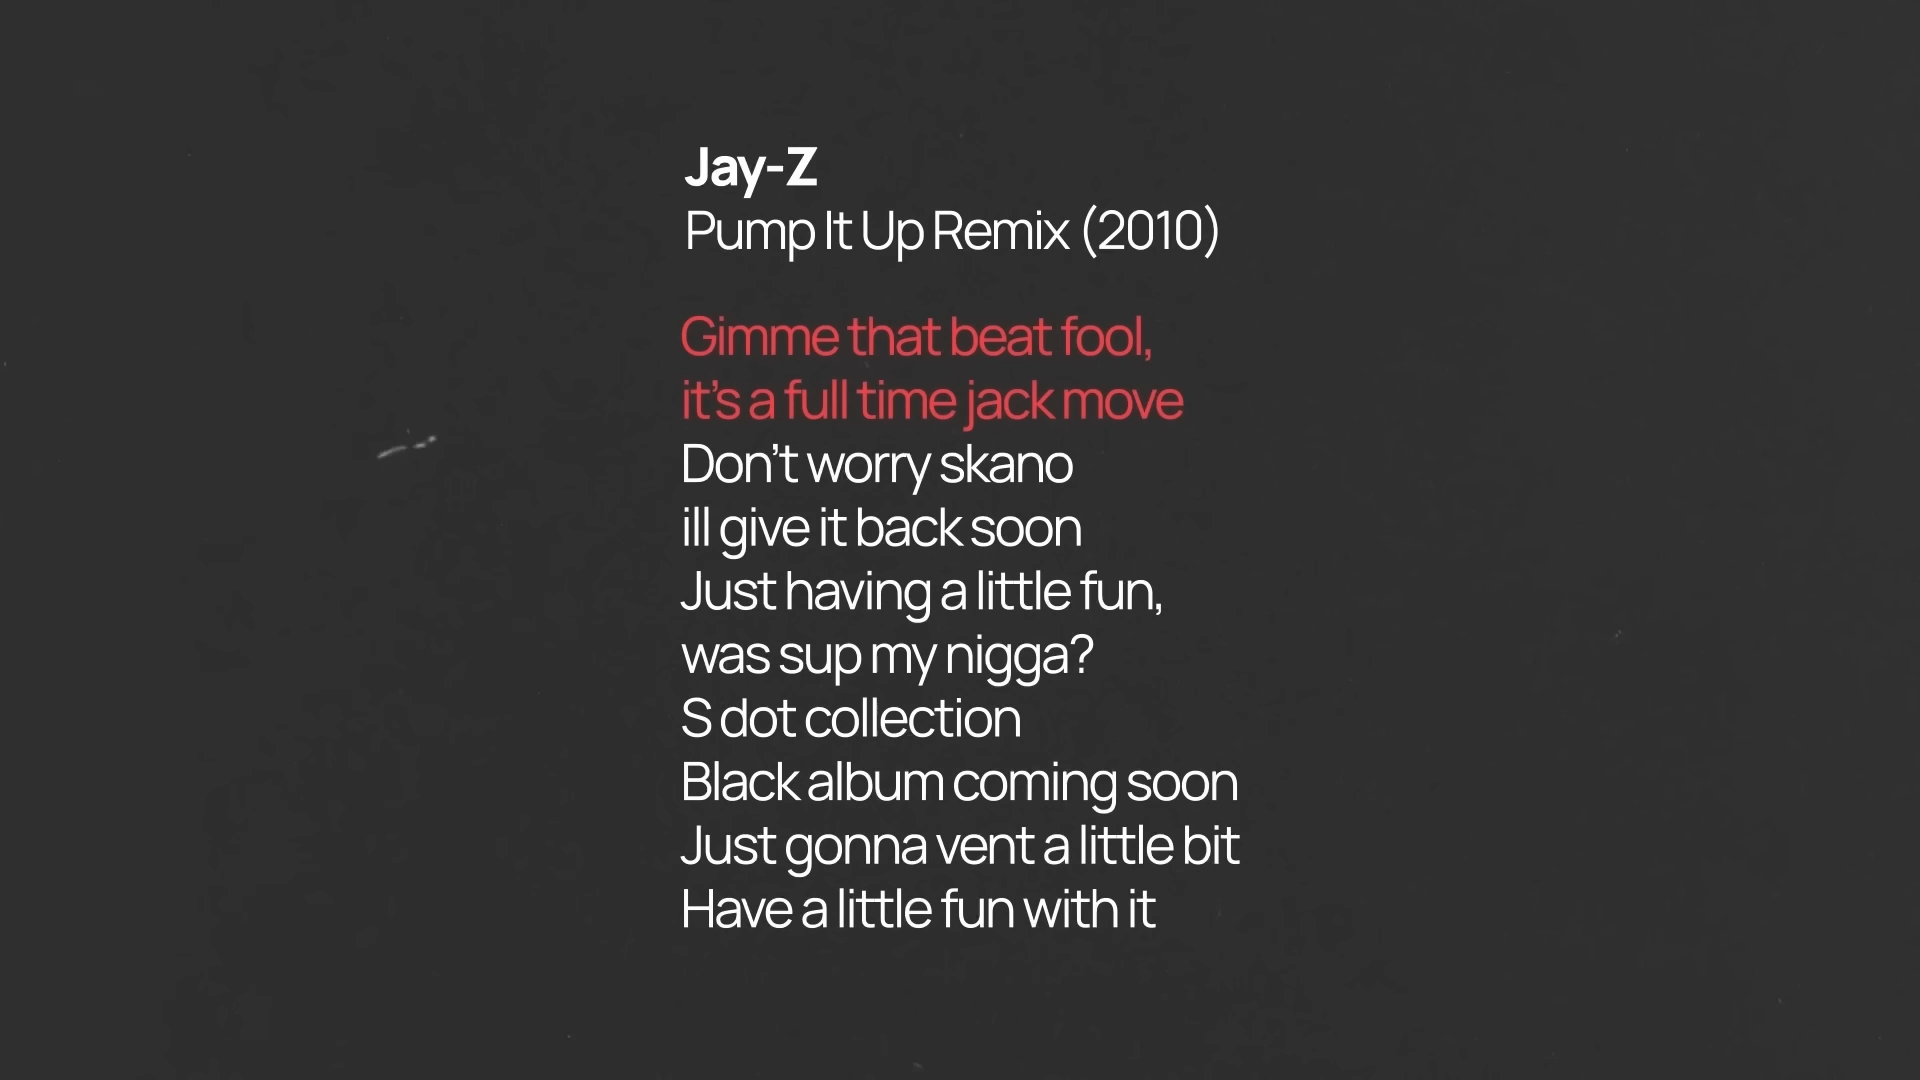 Jay-Z
Pump It Up Remix (2010)
Gimme that beat fool,
it's a full time jack move
Don't worry skano
ill give it back soon
Just having a little fun,
was sup my nigga?
S dot collection
Black album coming soon
Just gonna vent a little bit
Have a little fun with it